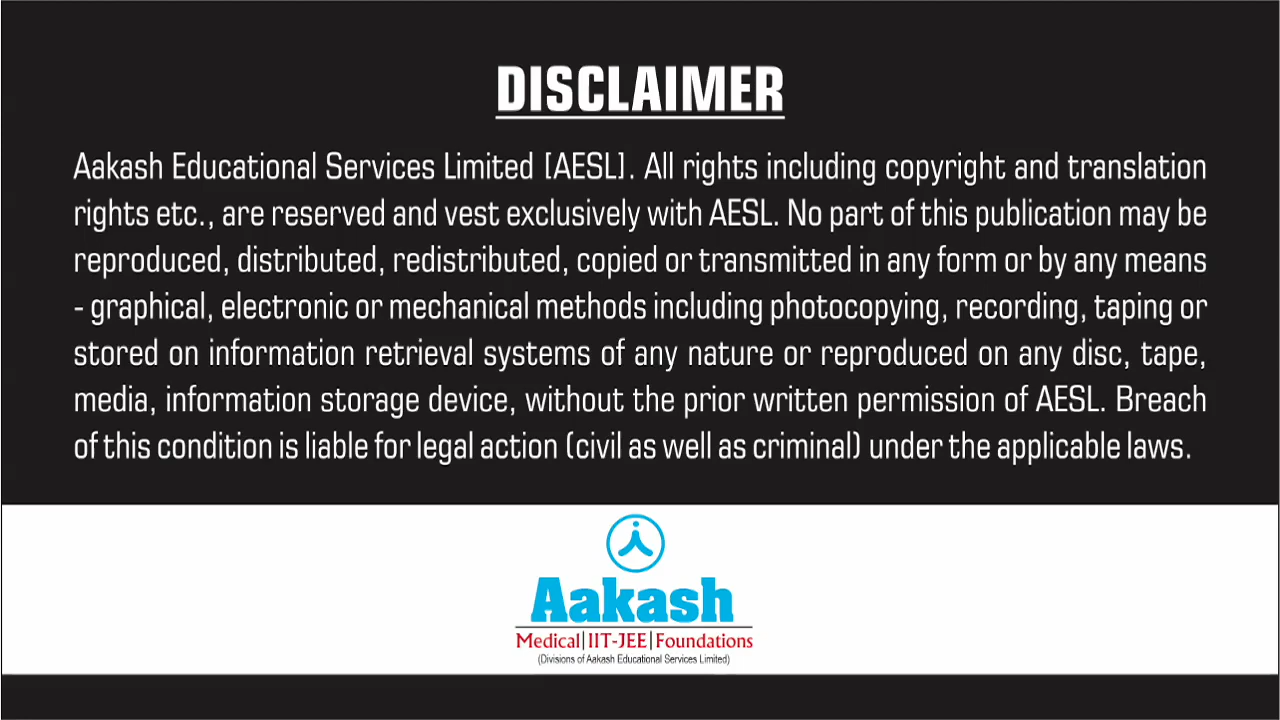 DISCLAIMER
Aakash Educational Services Limited [AESL]. All rights including copyright and translation
rights etc., are reserved and vest exclusively with AESL. No part of this publication may be
reproduced, distributed, redistributed, copied or transmitted in any form or by any means
- graphical, electronic or mechanical methods including photocopying, recording, taping or
stored on information retrieval systems of any nature or reproduced on any disc, tape,
media, information storage device, without the prior written permission of AESL. Breach
of this condition is liable for legal action (civil as well as criminal) under the applicable laws.
Aakash
Medical|IIT-JEE|Foundations
(Divisions of Aakash Educational Services Limited)